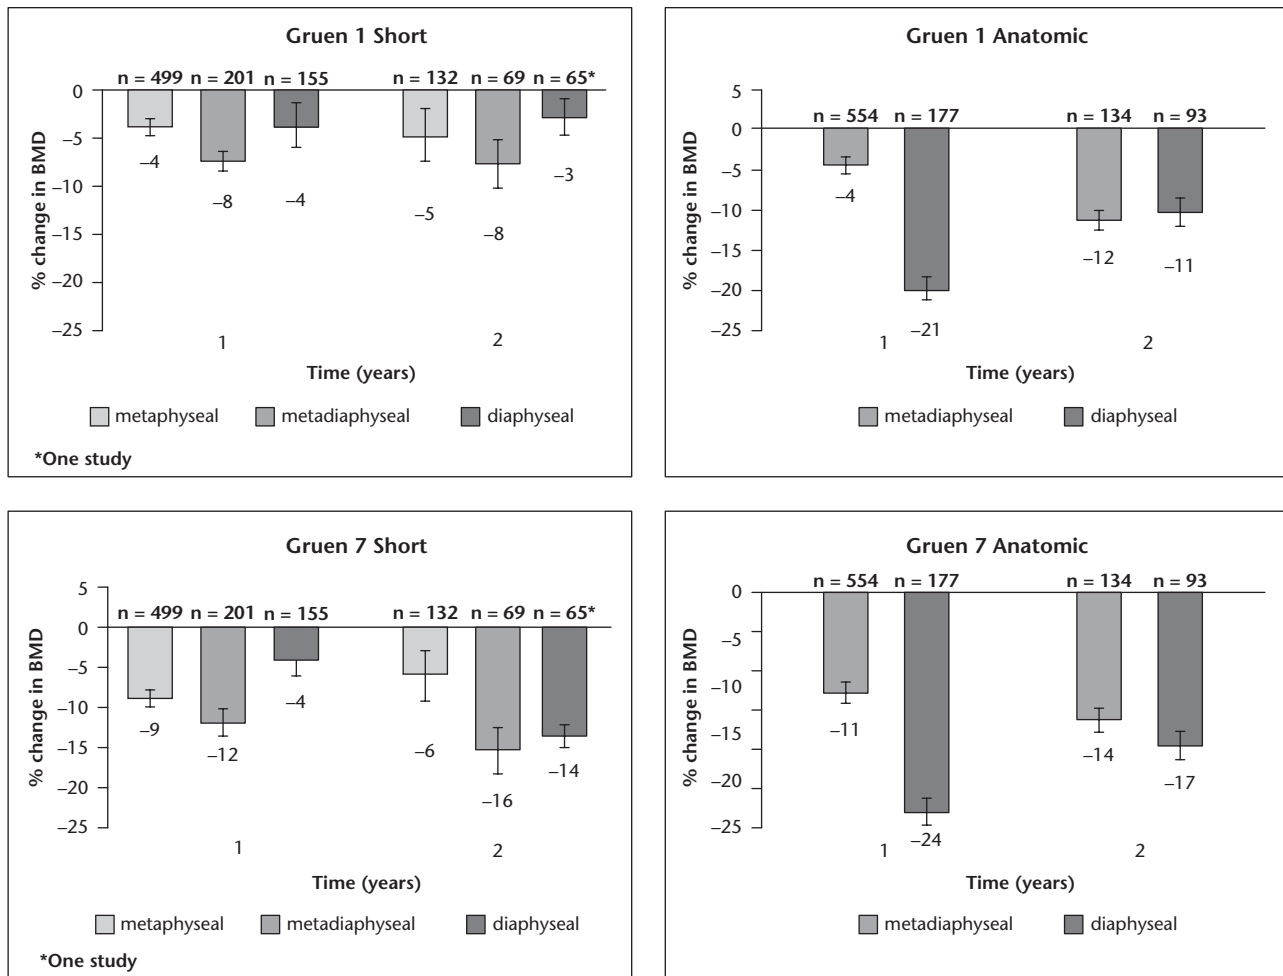 Gruen 1 Short
n = 499 n = 201 n = 155 n = 132 n = 69 n = 65*
0
–5
–10
–15
–20
–25
% change in BMD
–4
–8
–4
–5
–8
–3
1 2
Time (years)
metaphyseal metadiaphyseal diaphyseal
*One study
Gruen 1 Anatomic
5
n = 554 n = 177 n = 134 n = 93
0
–5
–10
–15
–20
–25
% change in BMD
–4
–21
–12
–11
1 2
Time (years)
metadiaphyseal diaphyseal
Gruen 7 Short
5
n = 499 n = 201 n = 155 n = 132 n = 69 n = 65*
0
–5
–10
–15
–20
–25
% change in BMD
–9
–12
–4
–6
–16
–14
1 2
Time (years)
metaphyseal metadiaphyseal diaphyseal
*One study
Gruen 7 Anatomic
n = 554 n = 177 n = 134 n = 93
0
–5
–10
–15
–20
–25
% change in BMD
–11
–24
–14
–17
1 2
Time (years)
metadiaphyseal diaphyseal